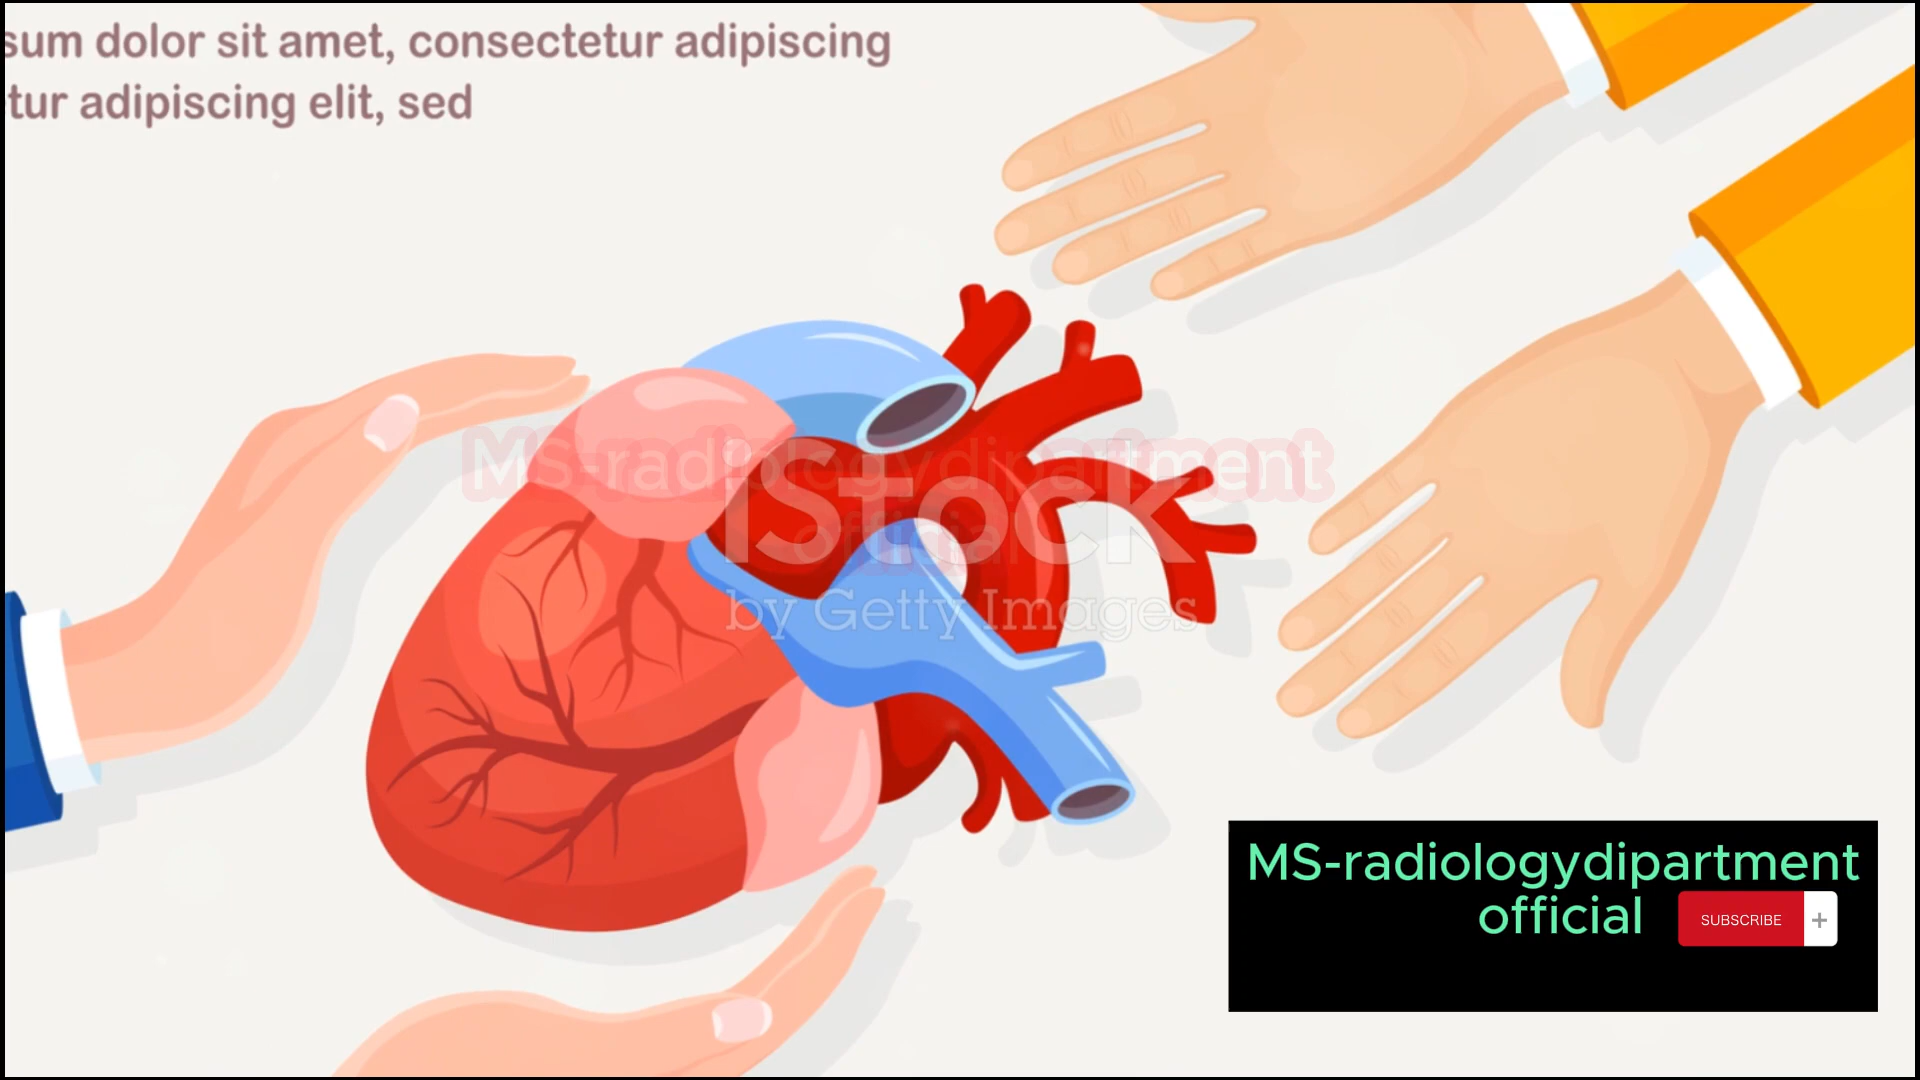 sum dolor sit amet, consectetur adipiscing
tur adipiscing elit, sed
MS-radiologydipartment
official
iStock
by Getty Images
MS-radiologydipartment
official
SUBSCRIBE +